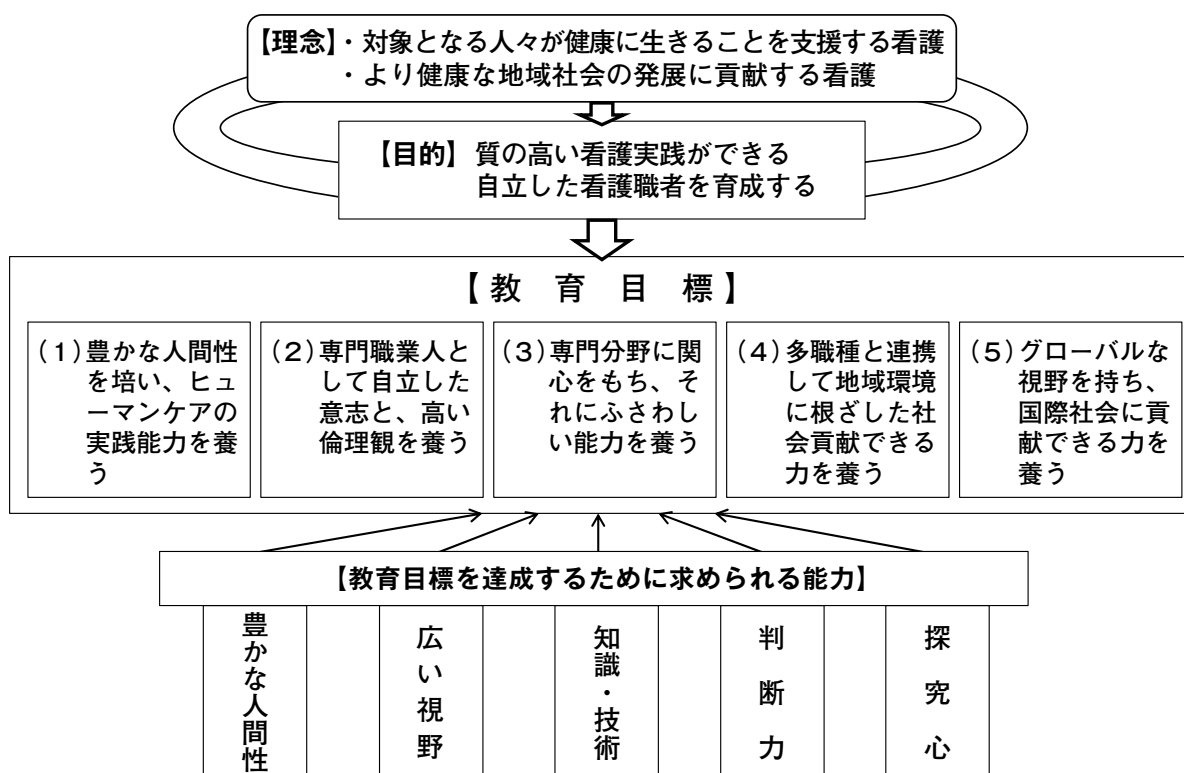 【理念】・対象となる人々が健康に生きることを支援する看護
・より健康な地域社会の発展に貢献する看護
【目的】質の高い看護実践ができる
自立した看護職者を育成する
【教育目標】
(1)豊かな人間性
を培い、ヒュ
ーマンケアの
実践能力を養
う
(2)専門職業人と
して自立した
意志と、高い
倫理観を養う
(3)専門分野に関
心をもち、そ
れにふさわし
い能力を養う
(4)多職種と連携
して地域環境
に根ざした社
会貢献できる
力を養う
(5)グローバルな
視野を持ち、
国際社会に貢
献できる力を
養う
【教育目標を達成するために求められる能力】
豊かな人間性
広い視野
知識・技術
判断力
探究心